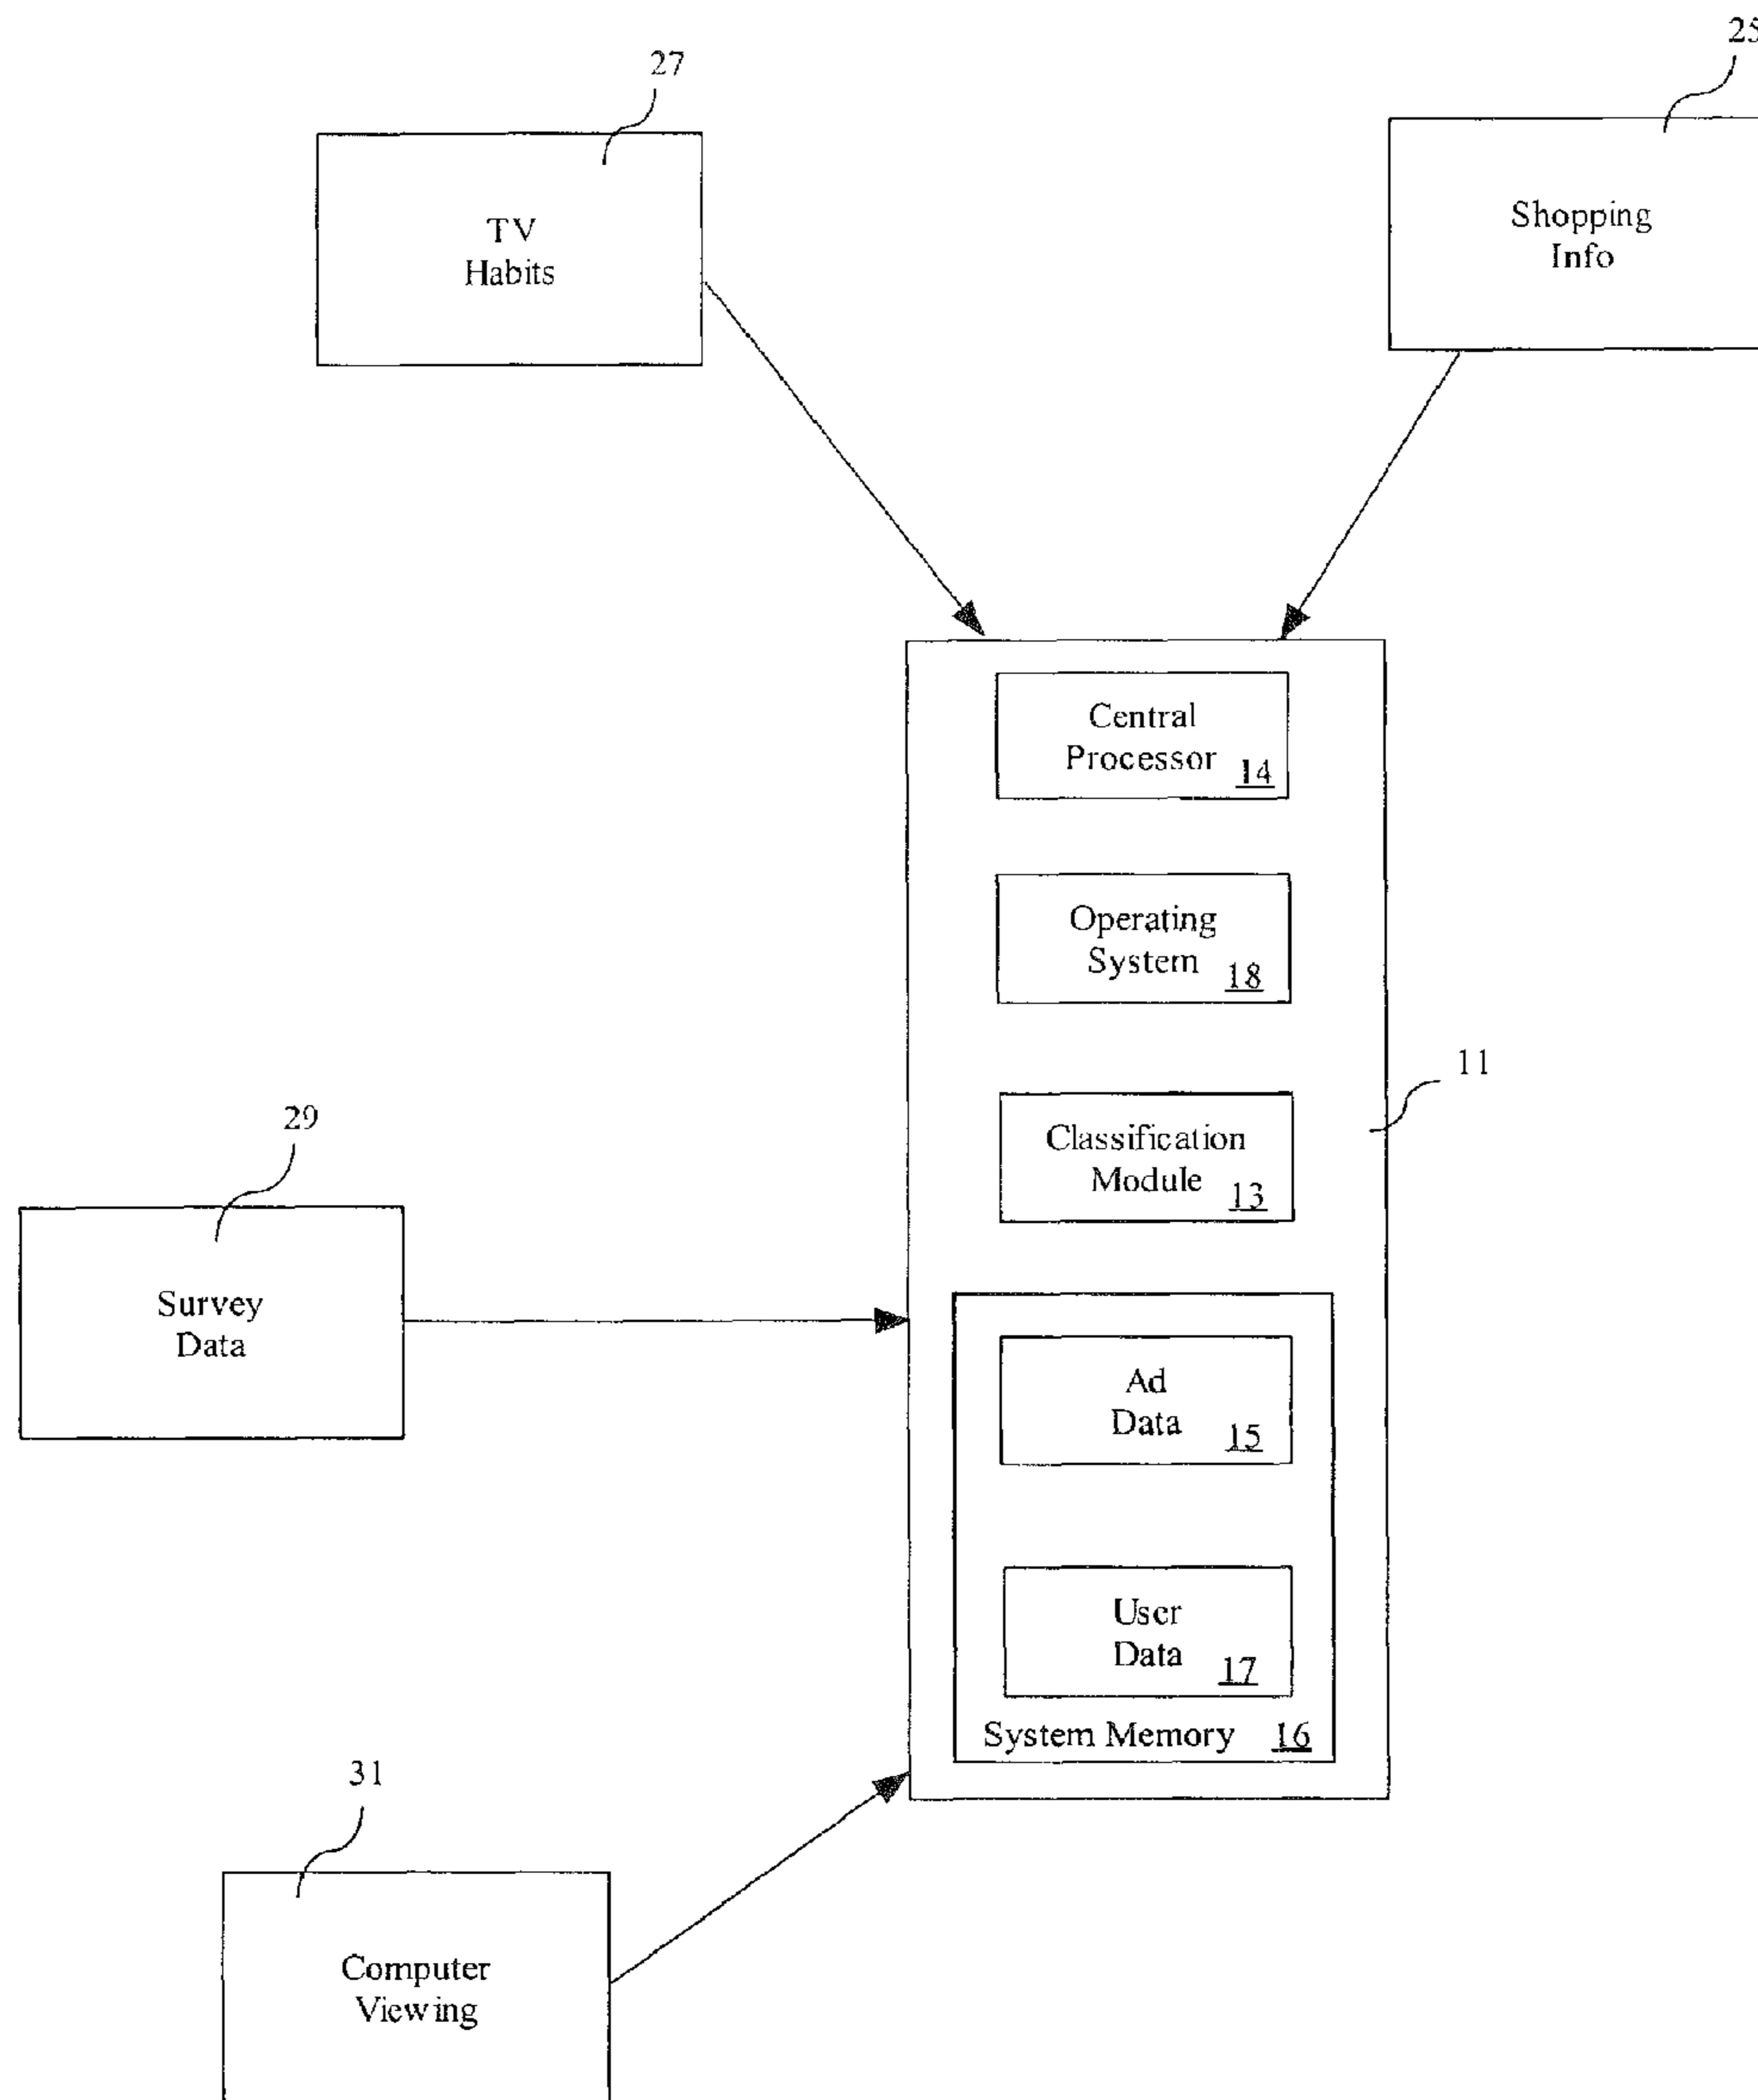 25
27
TV
Habits
Shopping
Info
Central
Processor 14
Operating
System 18
11
Classification
Module 13
29
Survey
Data
Ad
Data 15
User
Data 17
System Memory 16
31
Computer
Viewing